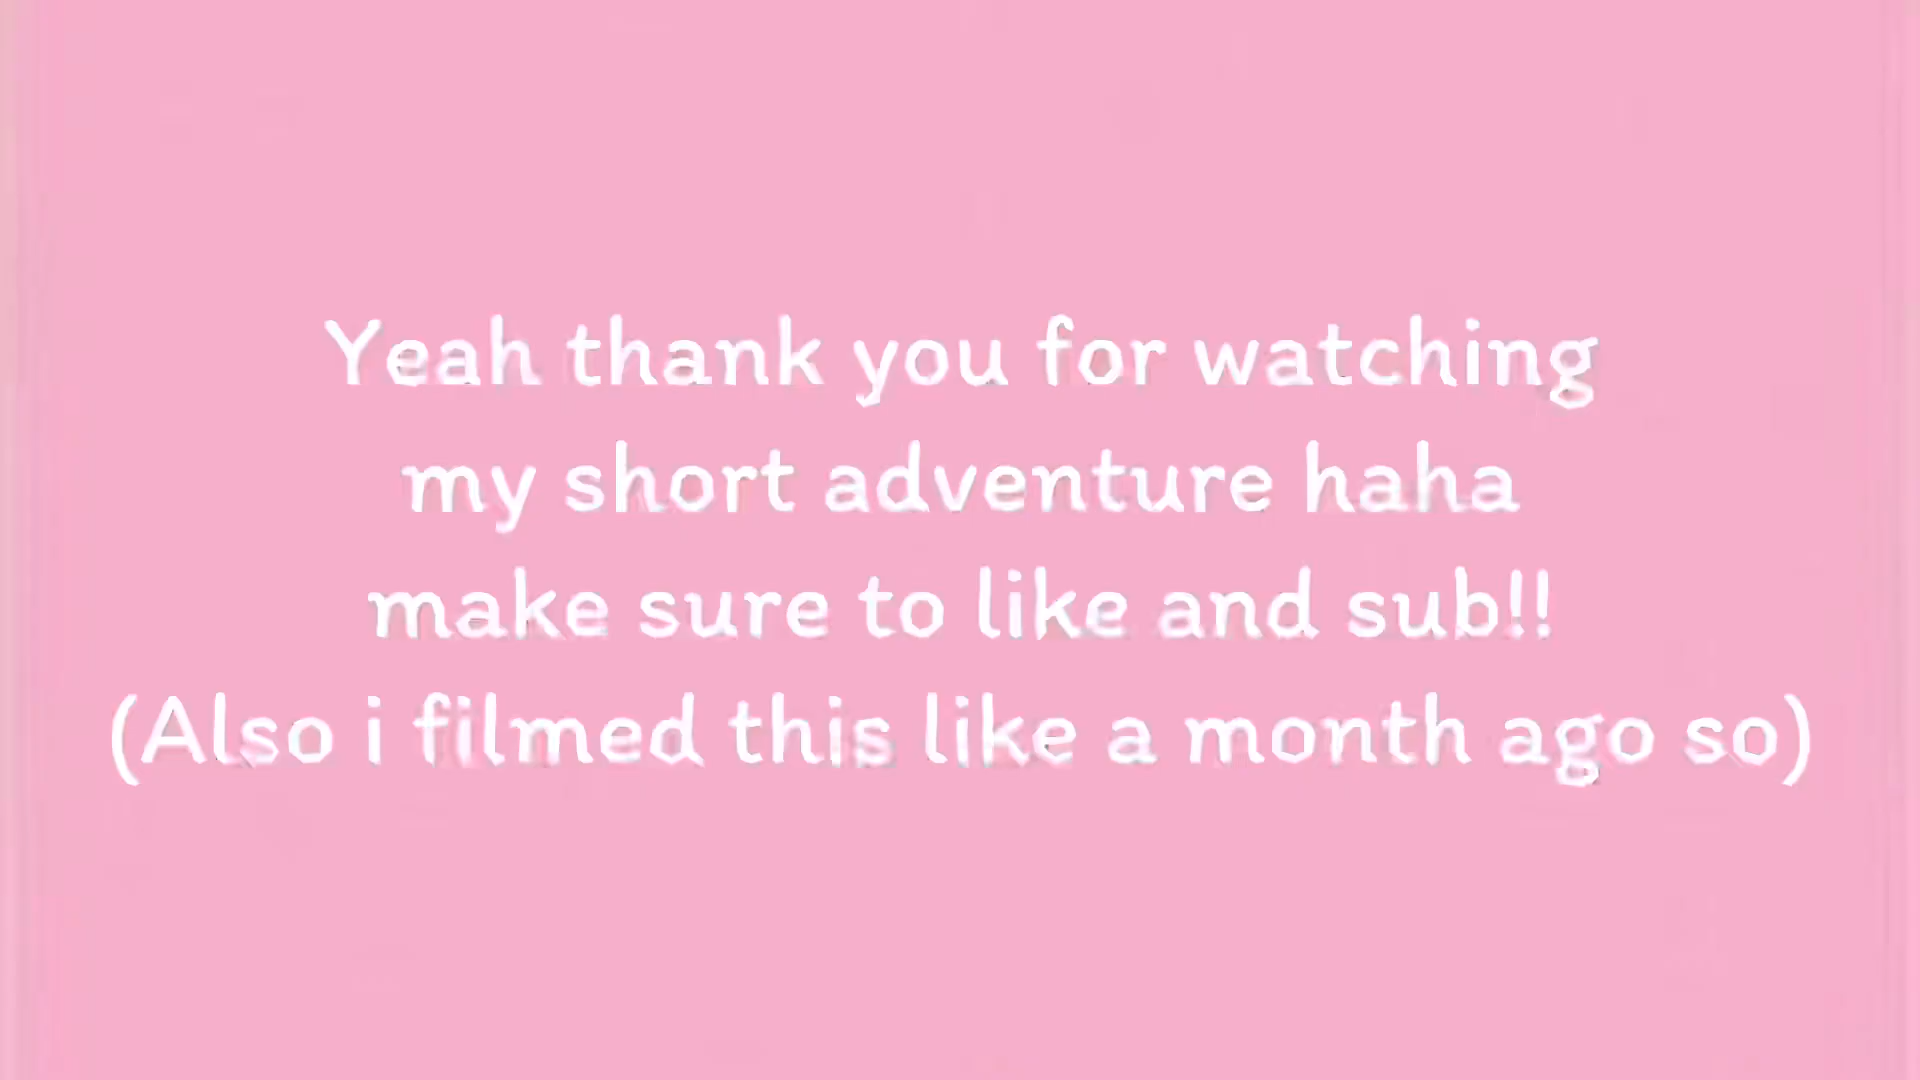 Yeah thank you for watching
my short adventure haha
make sure to like and sub!!
(Also i filmed this like a month ago so)